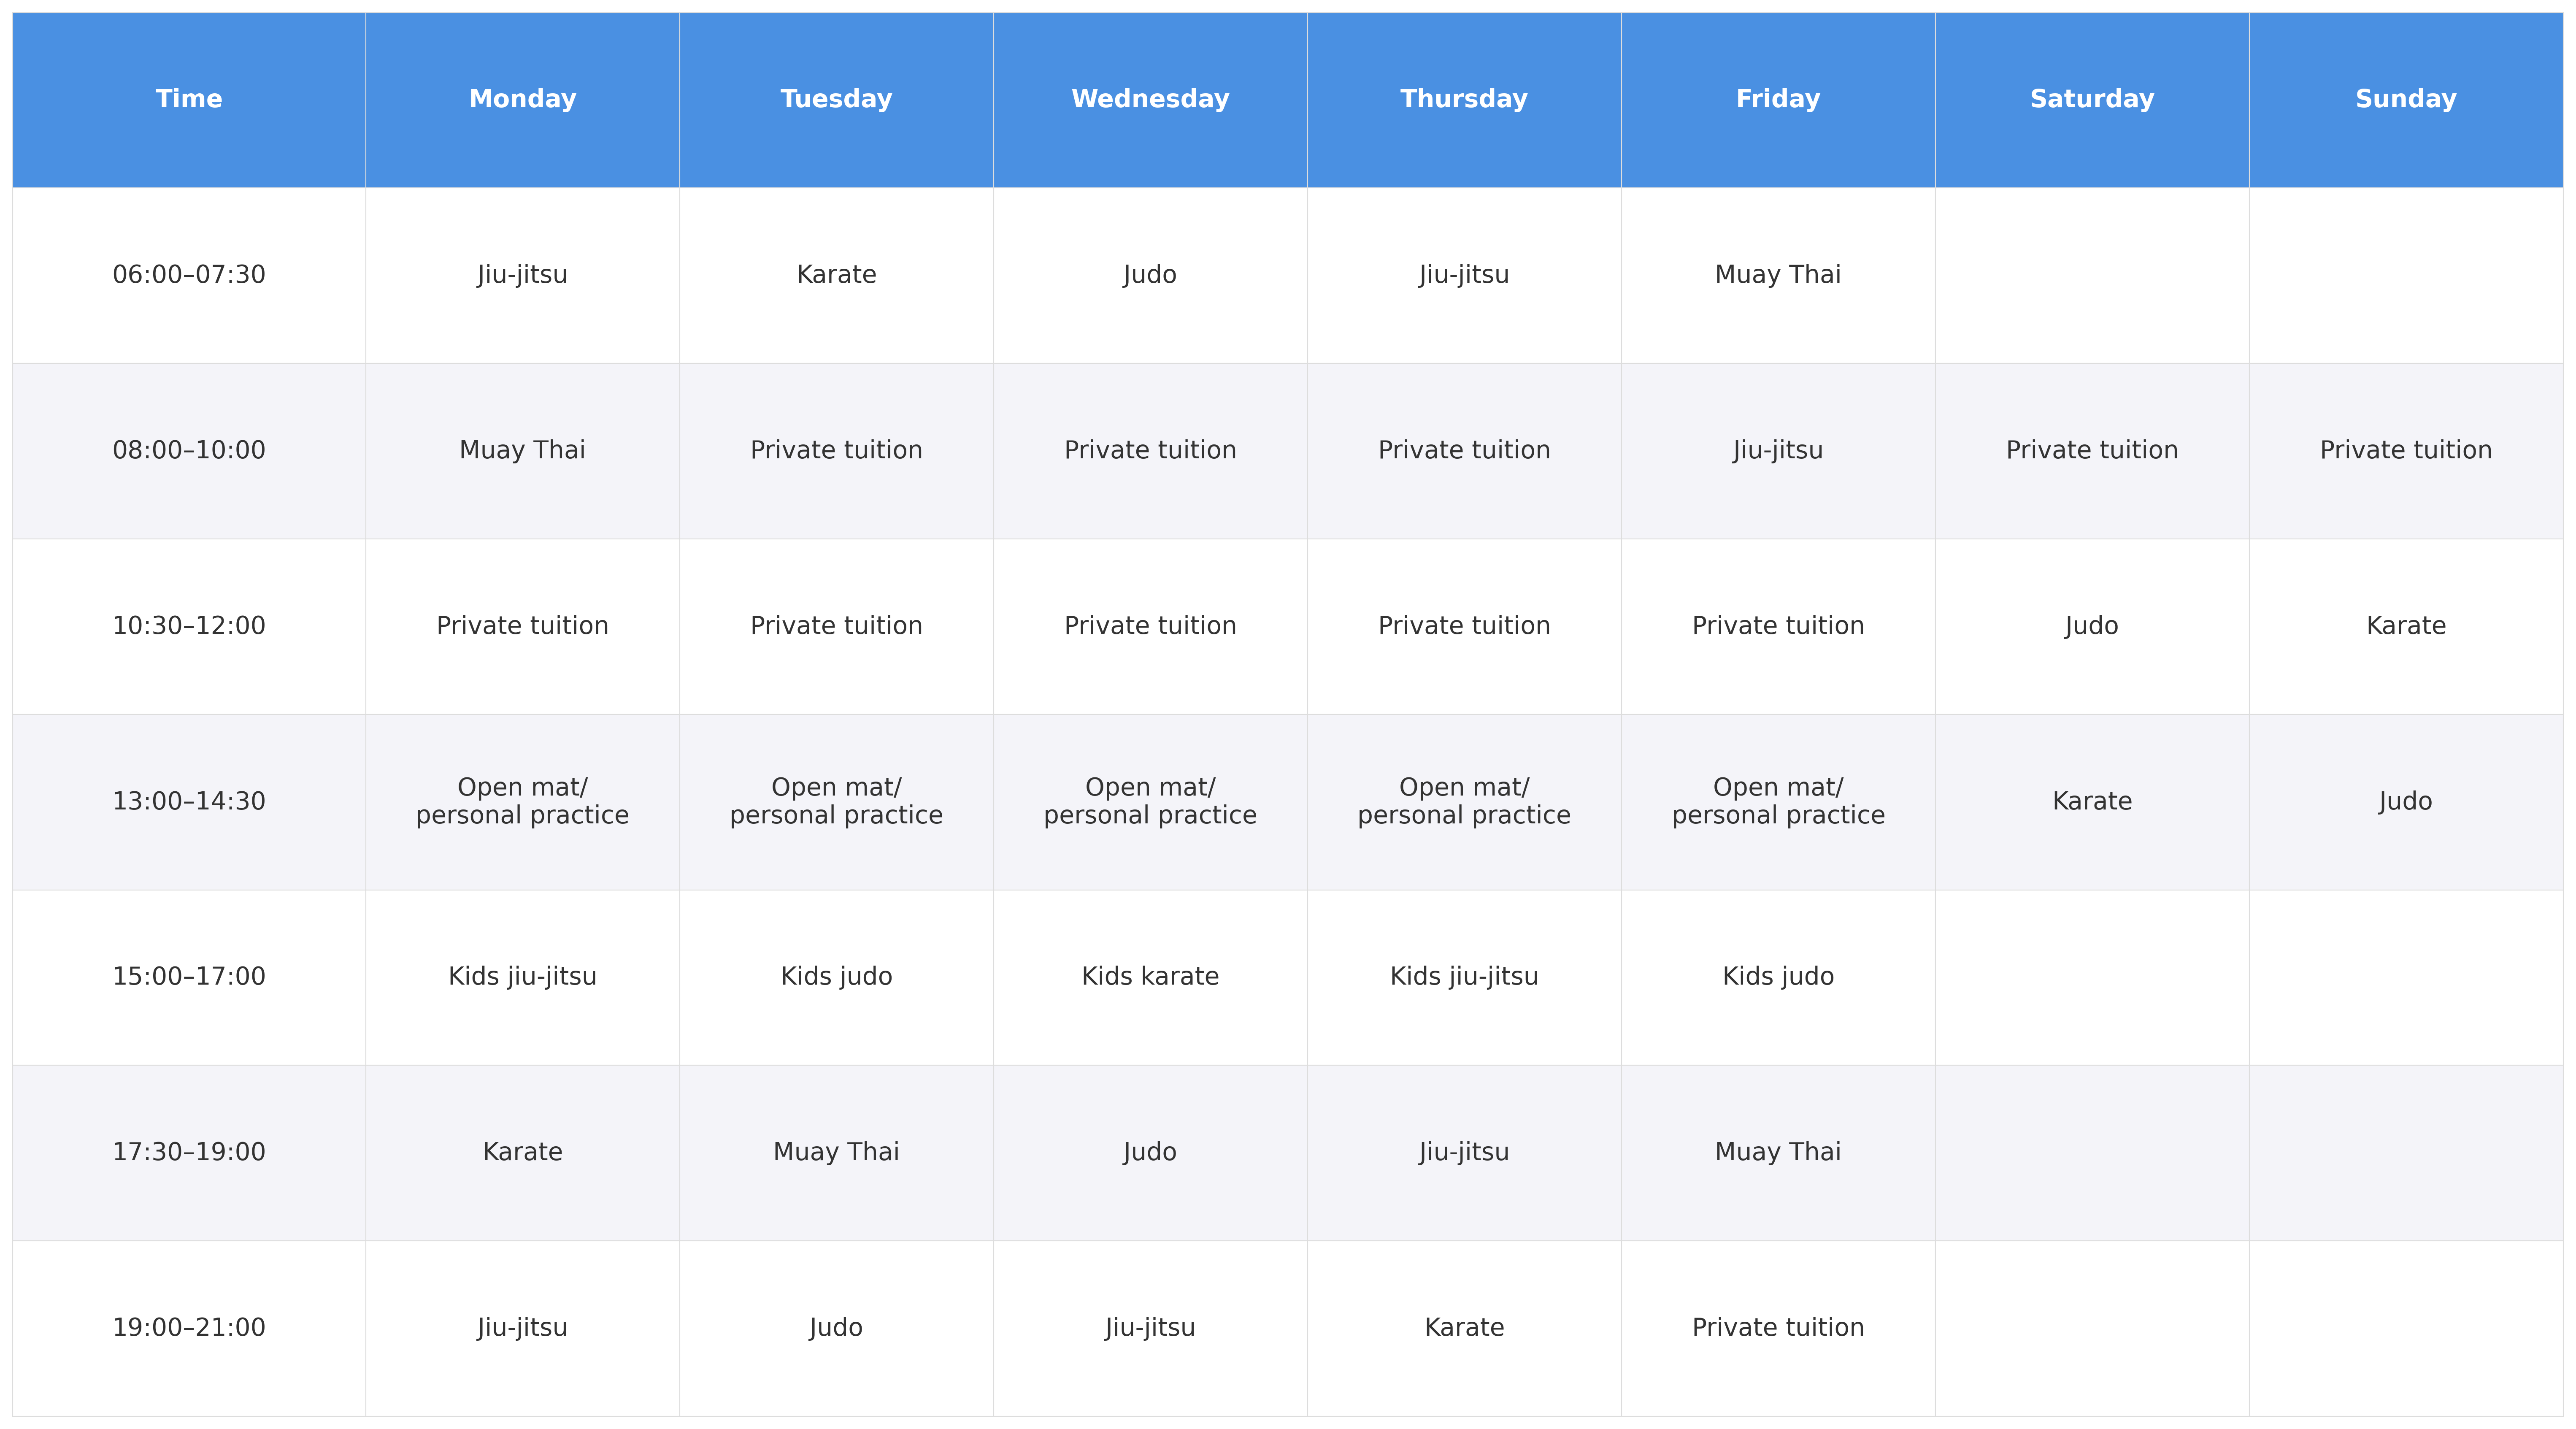 Time Monday Tuesday Wednesday Thursday Friday Saturday Sunday
06:00–07:30 Jiu-jitsu Karate Judo Jiu-jitsu Muay Thai
08:00–10:00 Muay Thai Private tuition Private tuition Private tuition Jiu-jitsu Private tuition Private tuition
10:30–12:00 Private tuition Private tuition Private tuition Private tuition Private tuition Judo Karate
13:00–14:30 Open mat/ Open mat/ Open mat/ Open mat/ Open mat/ Karate Judo
personal practice personal practice personal practice personal practice personal practice
15:00–17:00 Kids jiu-jitsu Kids judo Kids karate Kids jiu-jitsu Kids judo
17:30–19:00 Karate Muay Thai Judo Jiu-jitsu Muay Thai
19:00–21:00 Jiu-jitsu Judo Jiu-jitsu Karate Private tuition